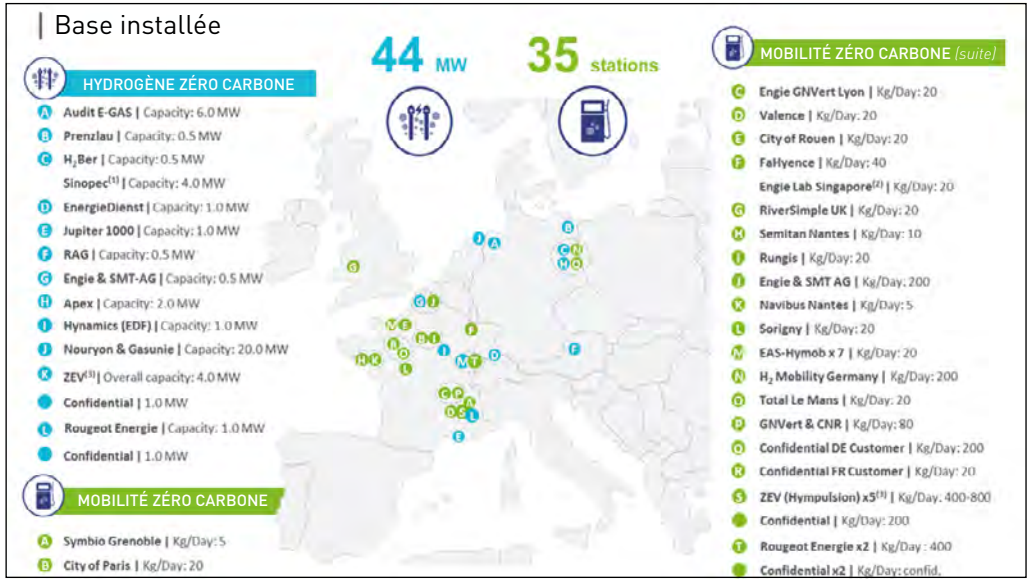 Base installée
44 MW
35 stations
HYDROGÈNE ZÉRO CARBONE
A Audit E-GAS | Capacity: 6.0 MW
B Prenzlau | Capacity: 0.5 MW
C H₂Ber | Capacity: 0.5 MW
Sinopec⁽¹⁾ | Capacity: 4.0 MW
D EnergieDienst | Capacity: 1.0 MW
E Jupiter 1000 | Capacity: 1.0 MW
F RAG | Capacity: 0.5 MW
G Engie & SMT-AG | Capacity: 0.5 MW
H Apex | Capacity: 2.0 MW
I Hynamics (EDF) | Capacity: 1.0 MW
J Nouryon & Gasunie | Capacity: 20.0 MW
K ZEV⁽³⁾ | Overall capacity: 4.0 MW
Confidential | 1.0 MW
L Rougeot Energie | Capacity: 1.0 MW
Confidential | 1.0 MW
MOBILITÉ ZÉRO CARBONE
A Symbio Grenoble | Kg/Day: 5
B City of Paris | Kg/Day: 20
MOBILITÉ ZÉRO CARBONE (suite)
C Engie GNVert Lyon | Kg/Day: 20
D Valence | Kg/Day: 20
E City of Rouen | Kg/Day: 20
F FaHyence | Kg/Day: 40
Engie Lab Singapore⁽²⁾ | Kg/Day: 20
G RiverSimple UK | Kg/Day: 20
H Semitan Nantes | Kg/Day: 10
I Rungis | Kg/Day: 20
J Engie & SMT AG | Kg/Day: 200
K Navibus Nantes | Kg/Day: 5
L Sorigny | Kg/Day: 20
M EAS-Hymob x 7 | Kg/Day: 20
N H₂ Mobility Germany | Kg/Day: 200
O Total Le Mans | Kg/Day: 20
P GNVert & CNR | Kg/Day: 80
Q Confidential DE Customer | Kg/Day: 200
R Confidential FR Customer | Kg/Day: 20
S ZEV (Hympulsion) x5⁽³⁾ | Kg/Day: 400-800
Confidential | Kg/Day: 200
T Rougeot Energie x2 | Kg/Day : 400
Confidential x2 | Kg/Day: confid.
B
J A
C N
H Q
G
G J
M E
F
B I
R
O
I
M T
D
F
H K
L
C P
A
D S L
E